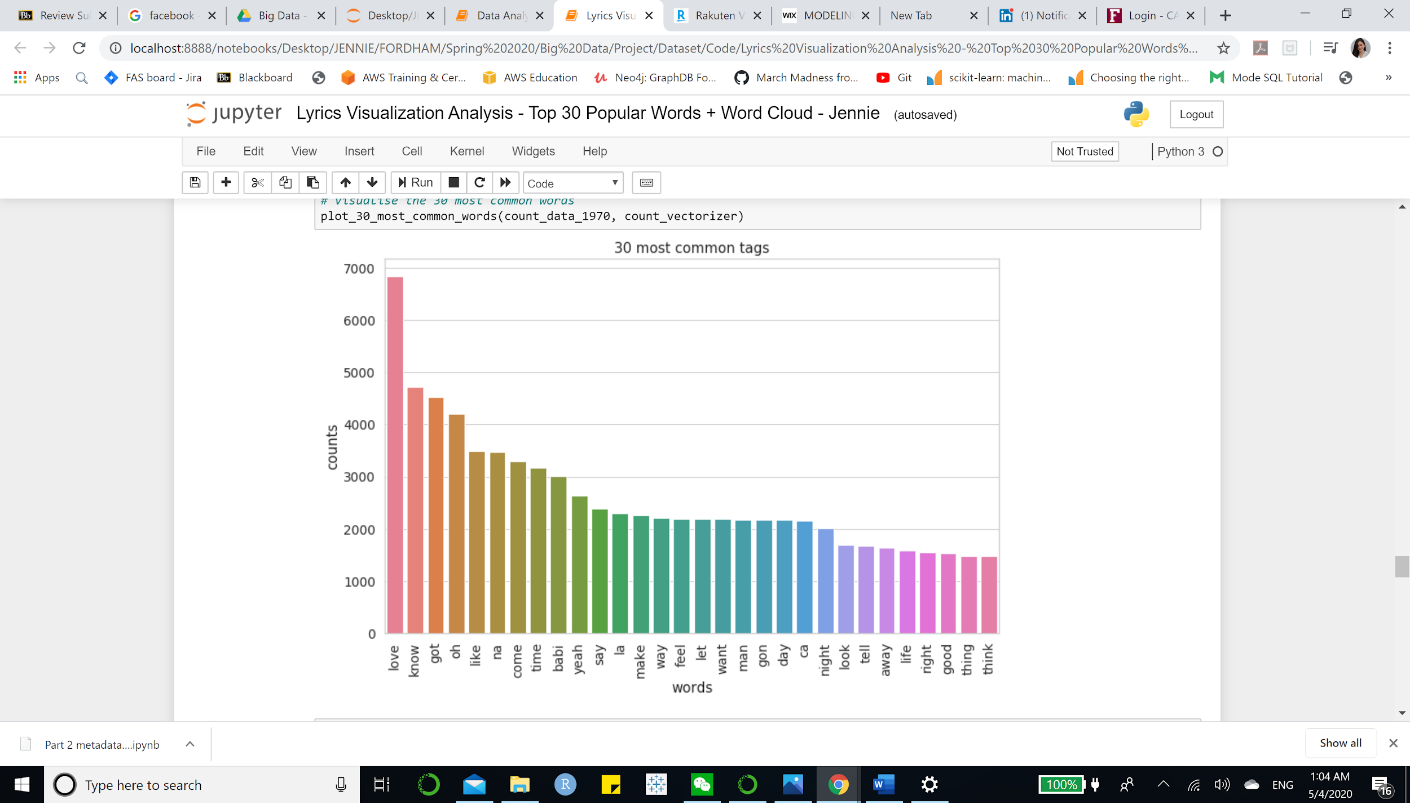 Review Su
facebook
Big Data -
Desktop/J
Data Anal
Lyrics Visu
Rakuten V
WIX MODELIN
New Tab
(1) Notific
Login - CA
localhost:8888/notebooks/Desktop/JENNIE/FORDHAM/Spring%202020/Big%20Data/Project/Dataset/Code/Lyrics%20Visualization%20Analysis%20-%20Top%2030%20Popular%20Words%...
Apps
FAS board - Jira
Bb Blackboard
AWS Training & Cer...
AWS Education
Neo4j: GraphDB Fo...
March Madness fro...
Git
scikit-learn: machin...
Choosing the right...
Mode SQL Tutorial
»
jupyter Lyrics Visualization Analysis - Top 30 Popular Words + Word Cloud - Jennie (autosaved)
Logout
File Edit View Insert Cell Kernel Widgets Help
Not Trusted
Python 3
Run
Code
# Visualise the 30 most common words
plot_30_most_common_words(count_data_1970, count_vectorizer)
30 most common tags
7000
6000
5000
4000
3000
2000
1000
0
counts
love
know
got
oh
like
na
come
time
babi
yeah
say
la
make
way
feel
let
want
man
gon
day
ca
night
look
tell
away
life
right
good
thing
think
words
Part 2 metadata....ipynb
Show all
Type here to search
100%
ENG
1:04 AM
5/4/2020
16